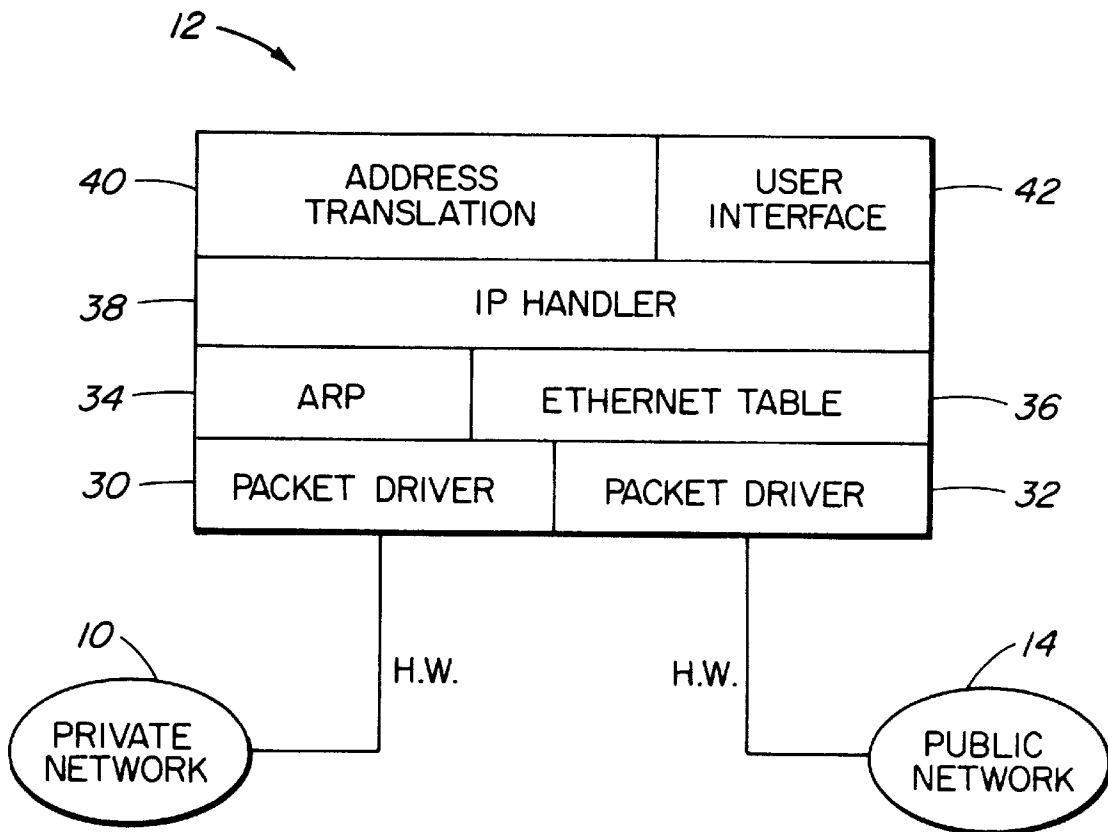 12
40
ADDRESS
TRANSLATION
USER
INTERFACE
42
38
IP HANDLER
34
ARP
ETHERNET TABLE
36
30
PACKET DRIVER
PACKET DRIVER
32
10
H.W.
H.W.
14
PRIVATE
NETWORK
PUBLIC
NETWORK